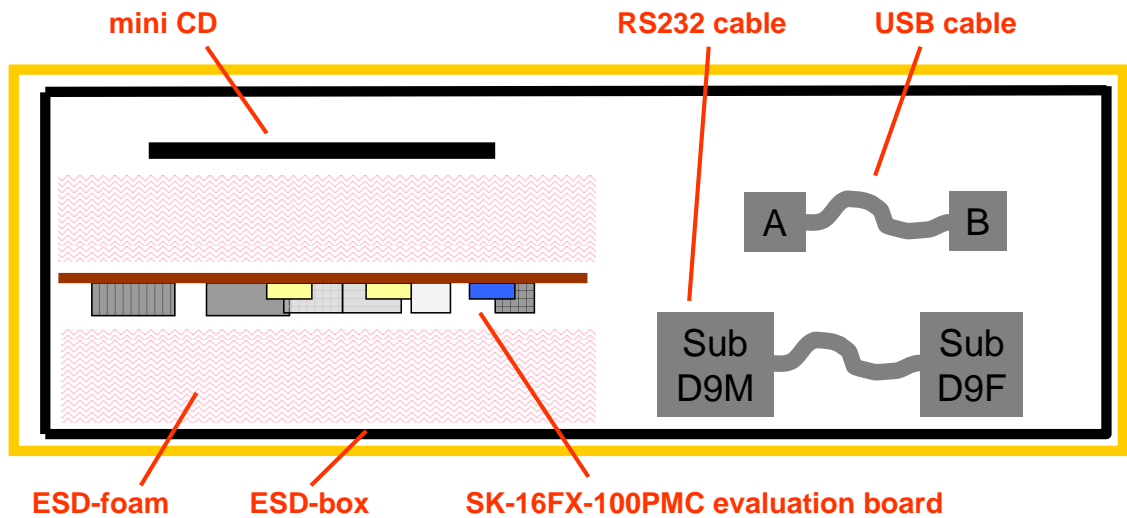 mini CD
RS232 cable
USB cable
A
B
Sub
D9M
Sub
D9F
ESD-foam
ESD-box
SK-16FX-100PMC evaluation board